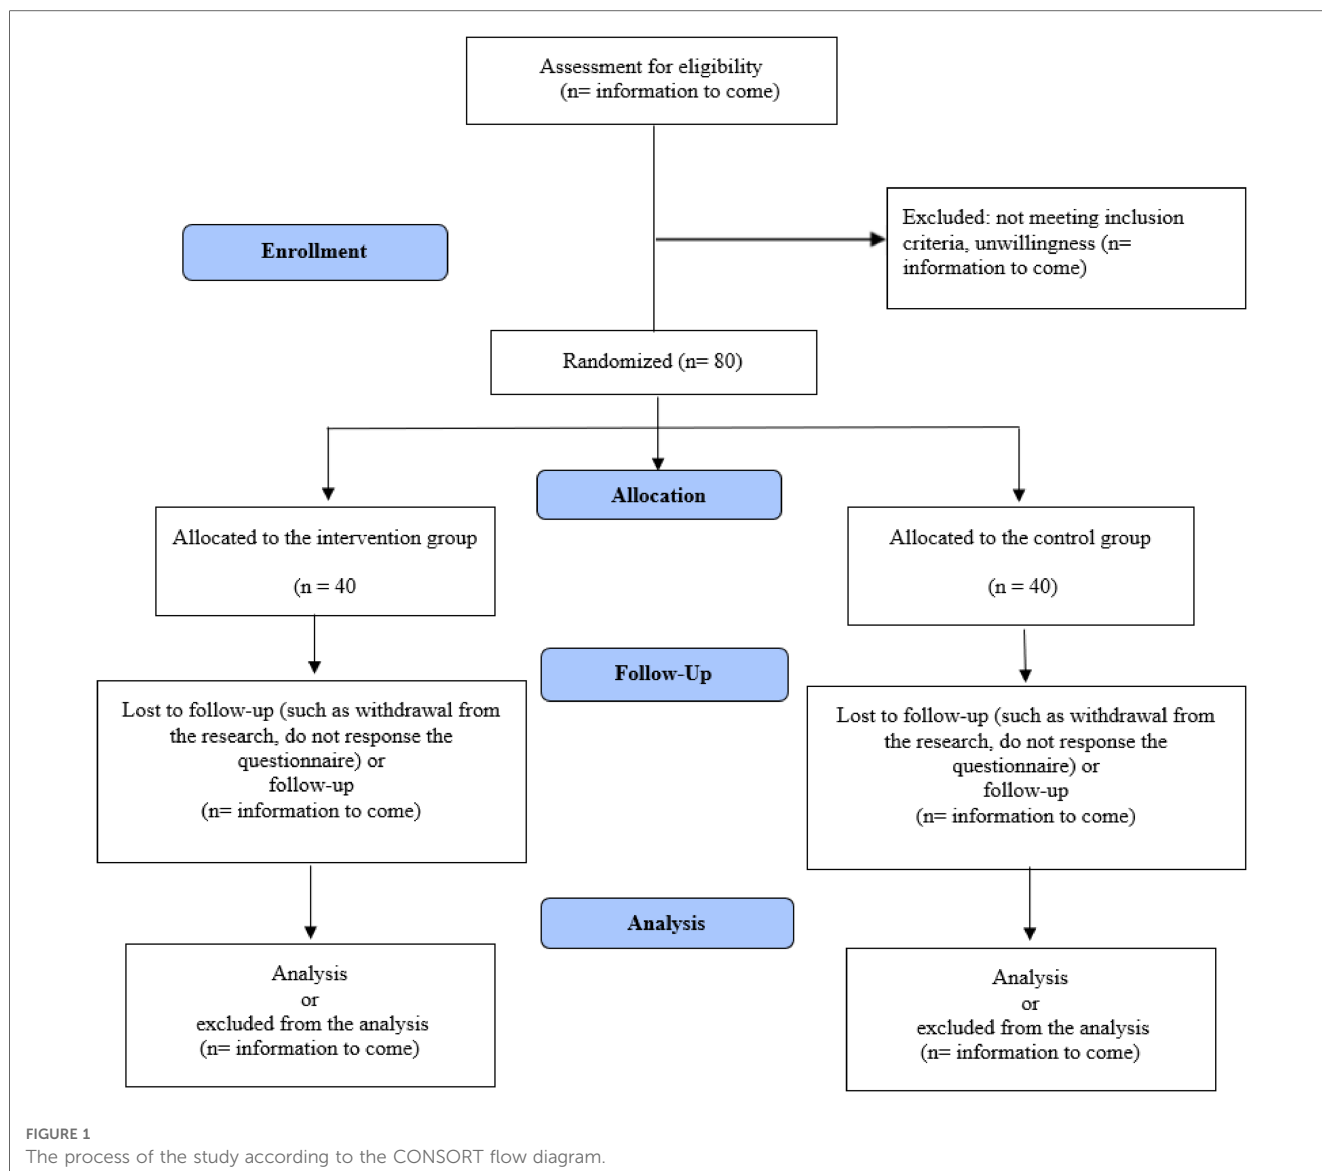 Assessment for eligibility
(n= information to come)
Excluded: not meeting inclusion
criteria, unwillingness (n=
information to come)
Enrollment
Randomized (n= 80)
Allocation
Allocated to the intervention group
(n = 40
Allocated to the control group
(n = 40)
Follow-Up
Lost to follow-up (such as withdrawal from
the research, do not response the
questionnaire) or
follow-up
(n= information to come)
Lost to follow-up (such as withdrawal from
the research, do not response the
questionnaire) or
follow-up
(n= information to come)
Analysis
Analysis
or
excluded from the analysis
(n= information to come)
Analysis
or
excluded from the analysis
(n= information to come)
FIGURE 1
The process of the study according to the CONSORT flow diagram.